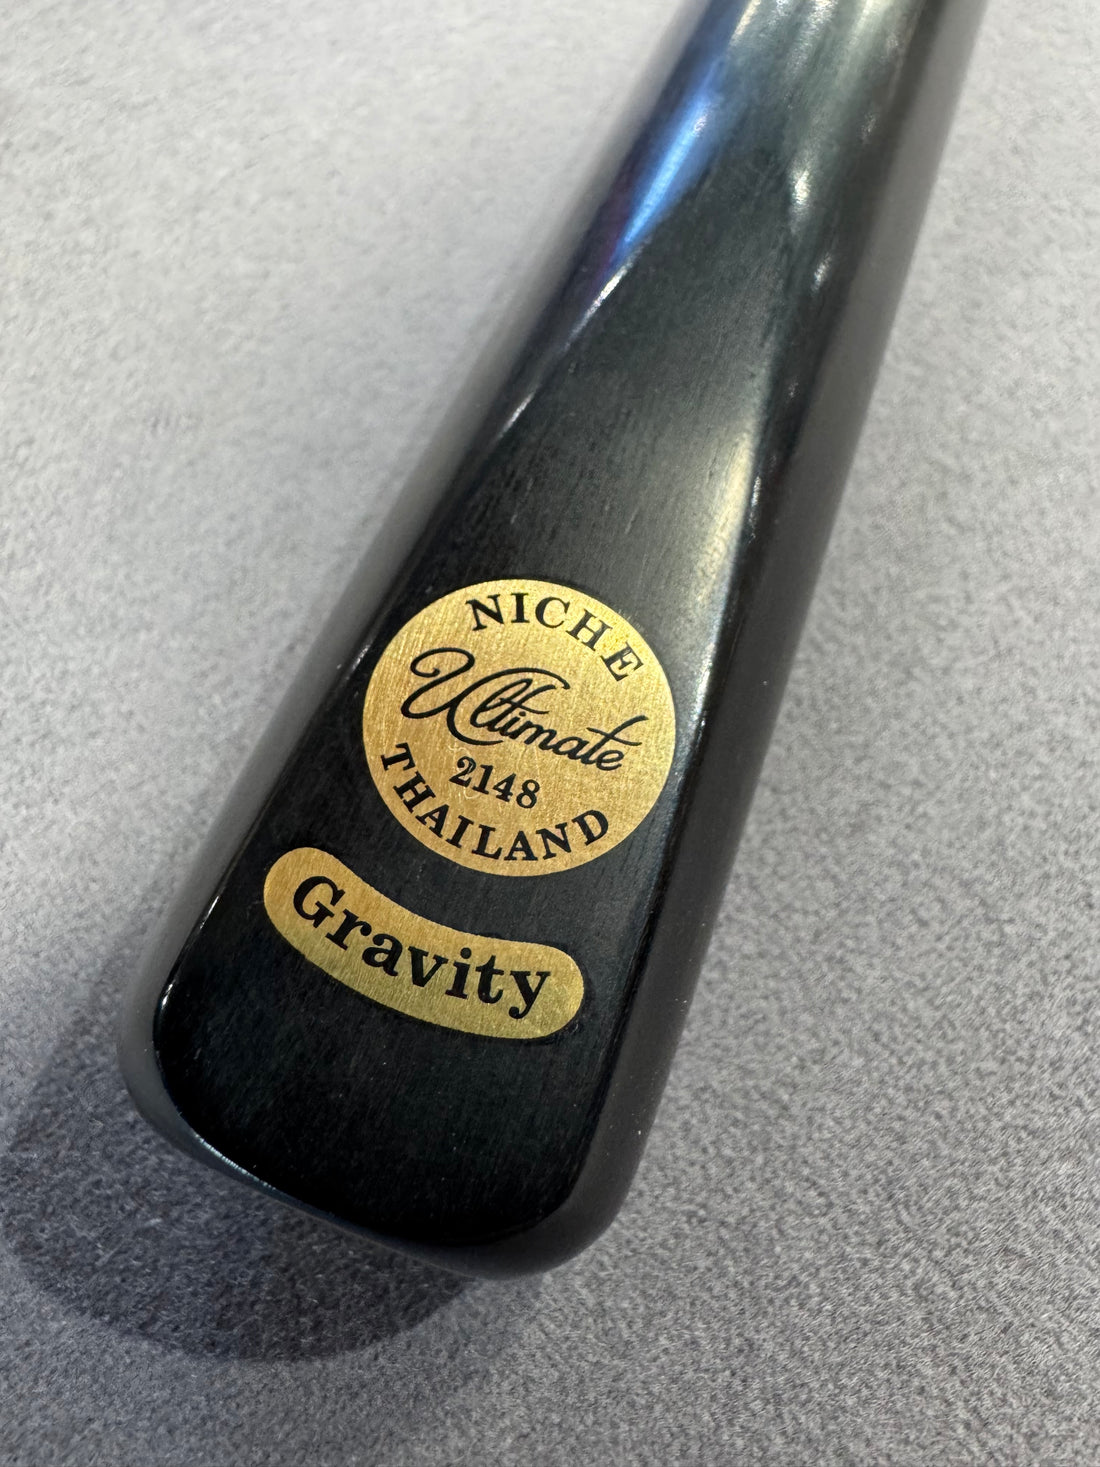 NICHE
Ultimate
2148
THAILAND
Gravity